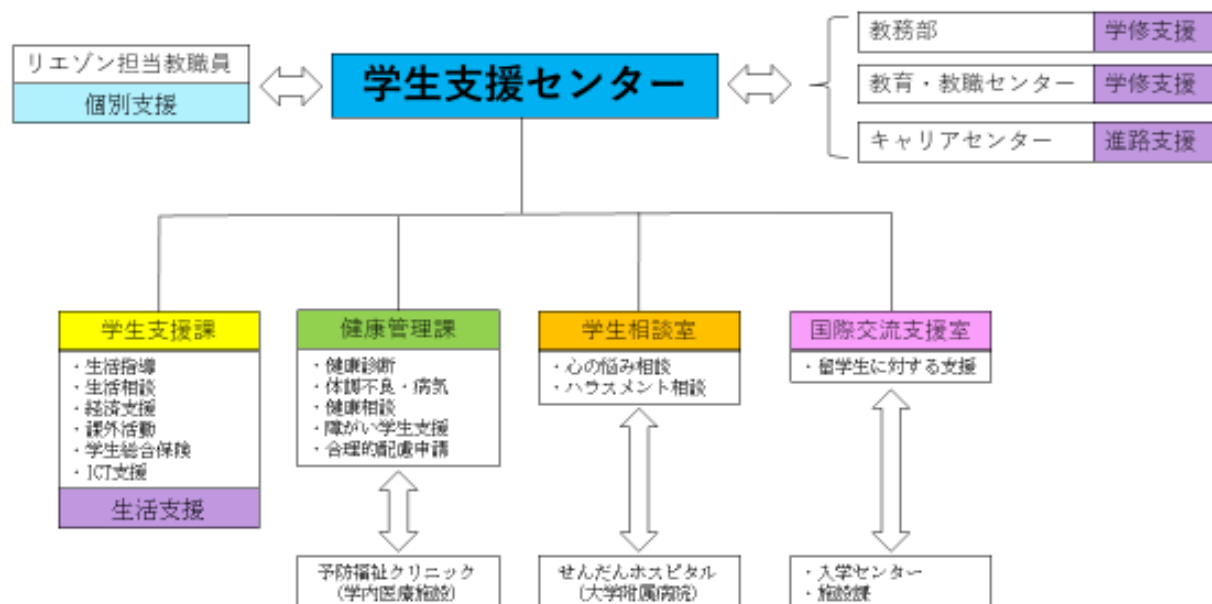 リエゾン担当教職員
個別支援
学生支援センター
教務部 学修支援
教育・教職センター 学修支援
キャリアセンター 進路支援
学生支援課
・生活指導
・生活相談
・経済支援
・課外活動
・学生総合保険
・ICT支援
生活支援
健康管理課
・健康診断
・体調不良・病気
・健康相談
・障がい学生支援
・合理的配慮申請
学生相談室
・心の悩み相談
・ハラスメント相談
国際交流支援室
・留学生に対する支援
予防福祉クリニック
(学内医療施設)
せんだんホスピタル
(大学附属病院)
・入学センター
・施設課